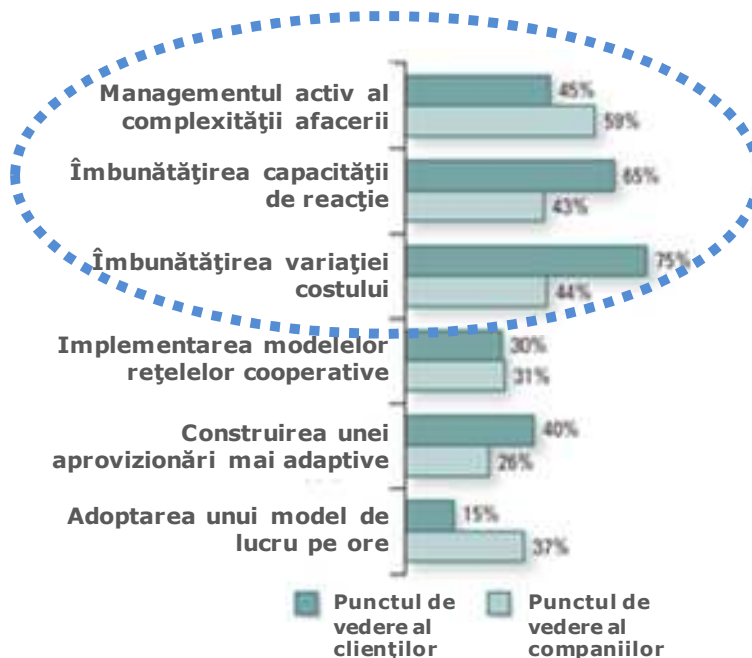 Managementul activ al
complexităţii afacerii
45%
59%
Îmbunătăţirea capacităţii
de reacţie
65%
43%
Îmbunătăţirea variaţiei
costului
75%
44%
Implementarea modelelor
reţelelor cooperative
30%
31%
Construirea unei
aprovizionări mai adaptive
40%
26%
Adoptarea unui model de
lucru pe ore
15%
37%
Punctul de
vedere al
clienţilor
Punctul de
vedere al
companiilor